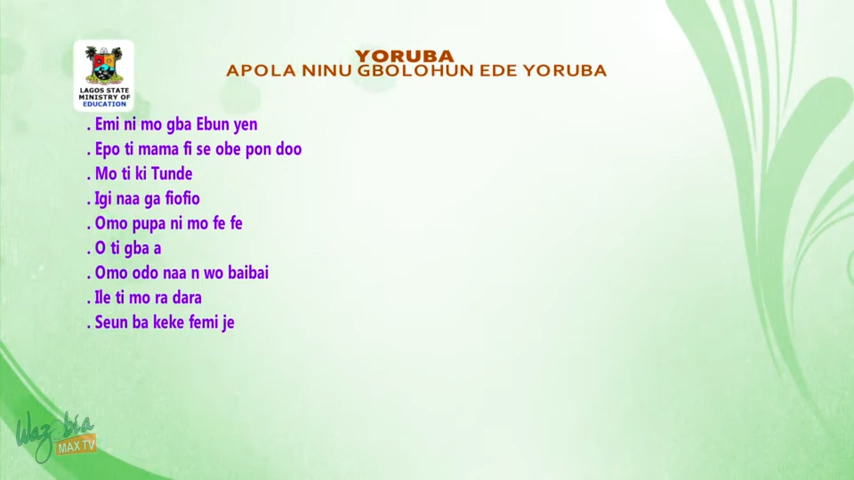 YORUBA
APOLA NINU GBOLOHUN EDE YORUBA
LAGOS STATE
MINISTRY OF
EDUCATION
. Emi ni mo gba Ebun yen
. Epo ti mama fi se obe pon doo
. Mo ti ki Tunde
. Igi naa ga fiofio
. Omo pupa ni mo fe fe
. O ti gba a
. Omo odo naa n wo baibai
. Ile ti mo ra dara
. Seun ba keke femi je
Wazobia
MAX TV